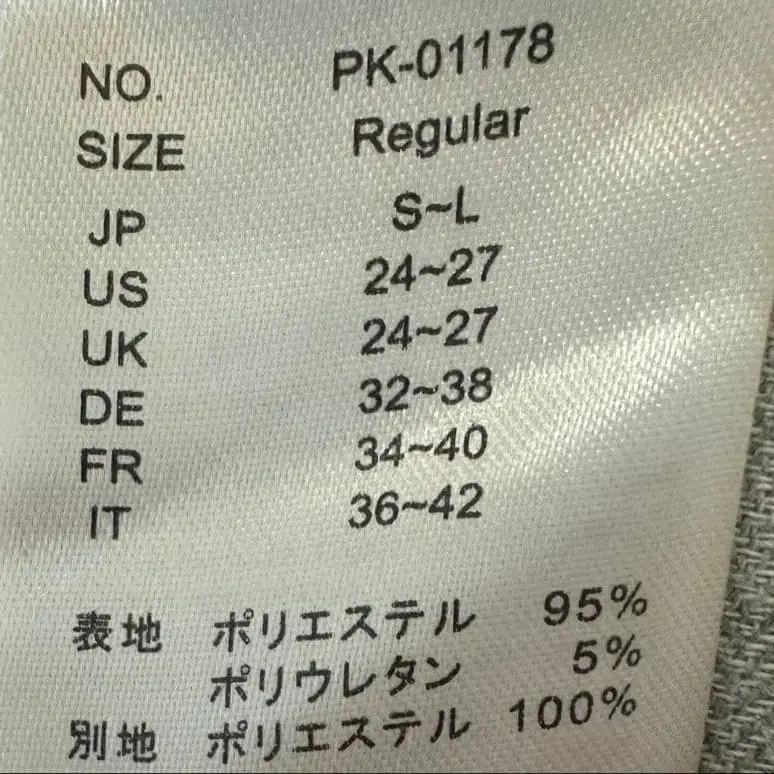 NO. PK-01178
SIZE Regular
JP S~L
US 24~27
UK 24~27
DE 32~38
FR 34~40
IT 36~42
表地 ポリエステル 95%
ポリウレタン 5%
別地 ポリエステル 100%